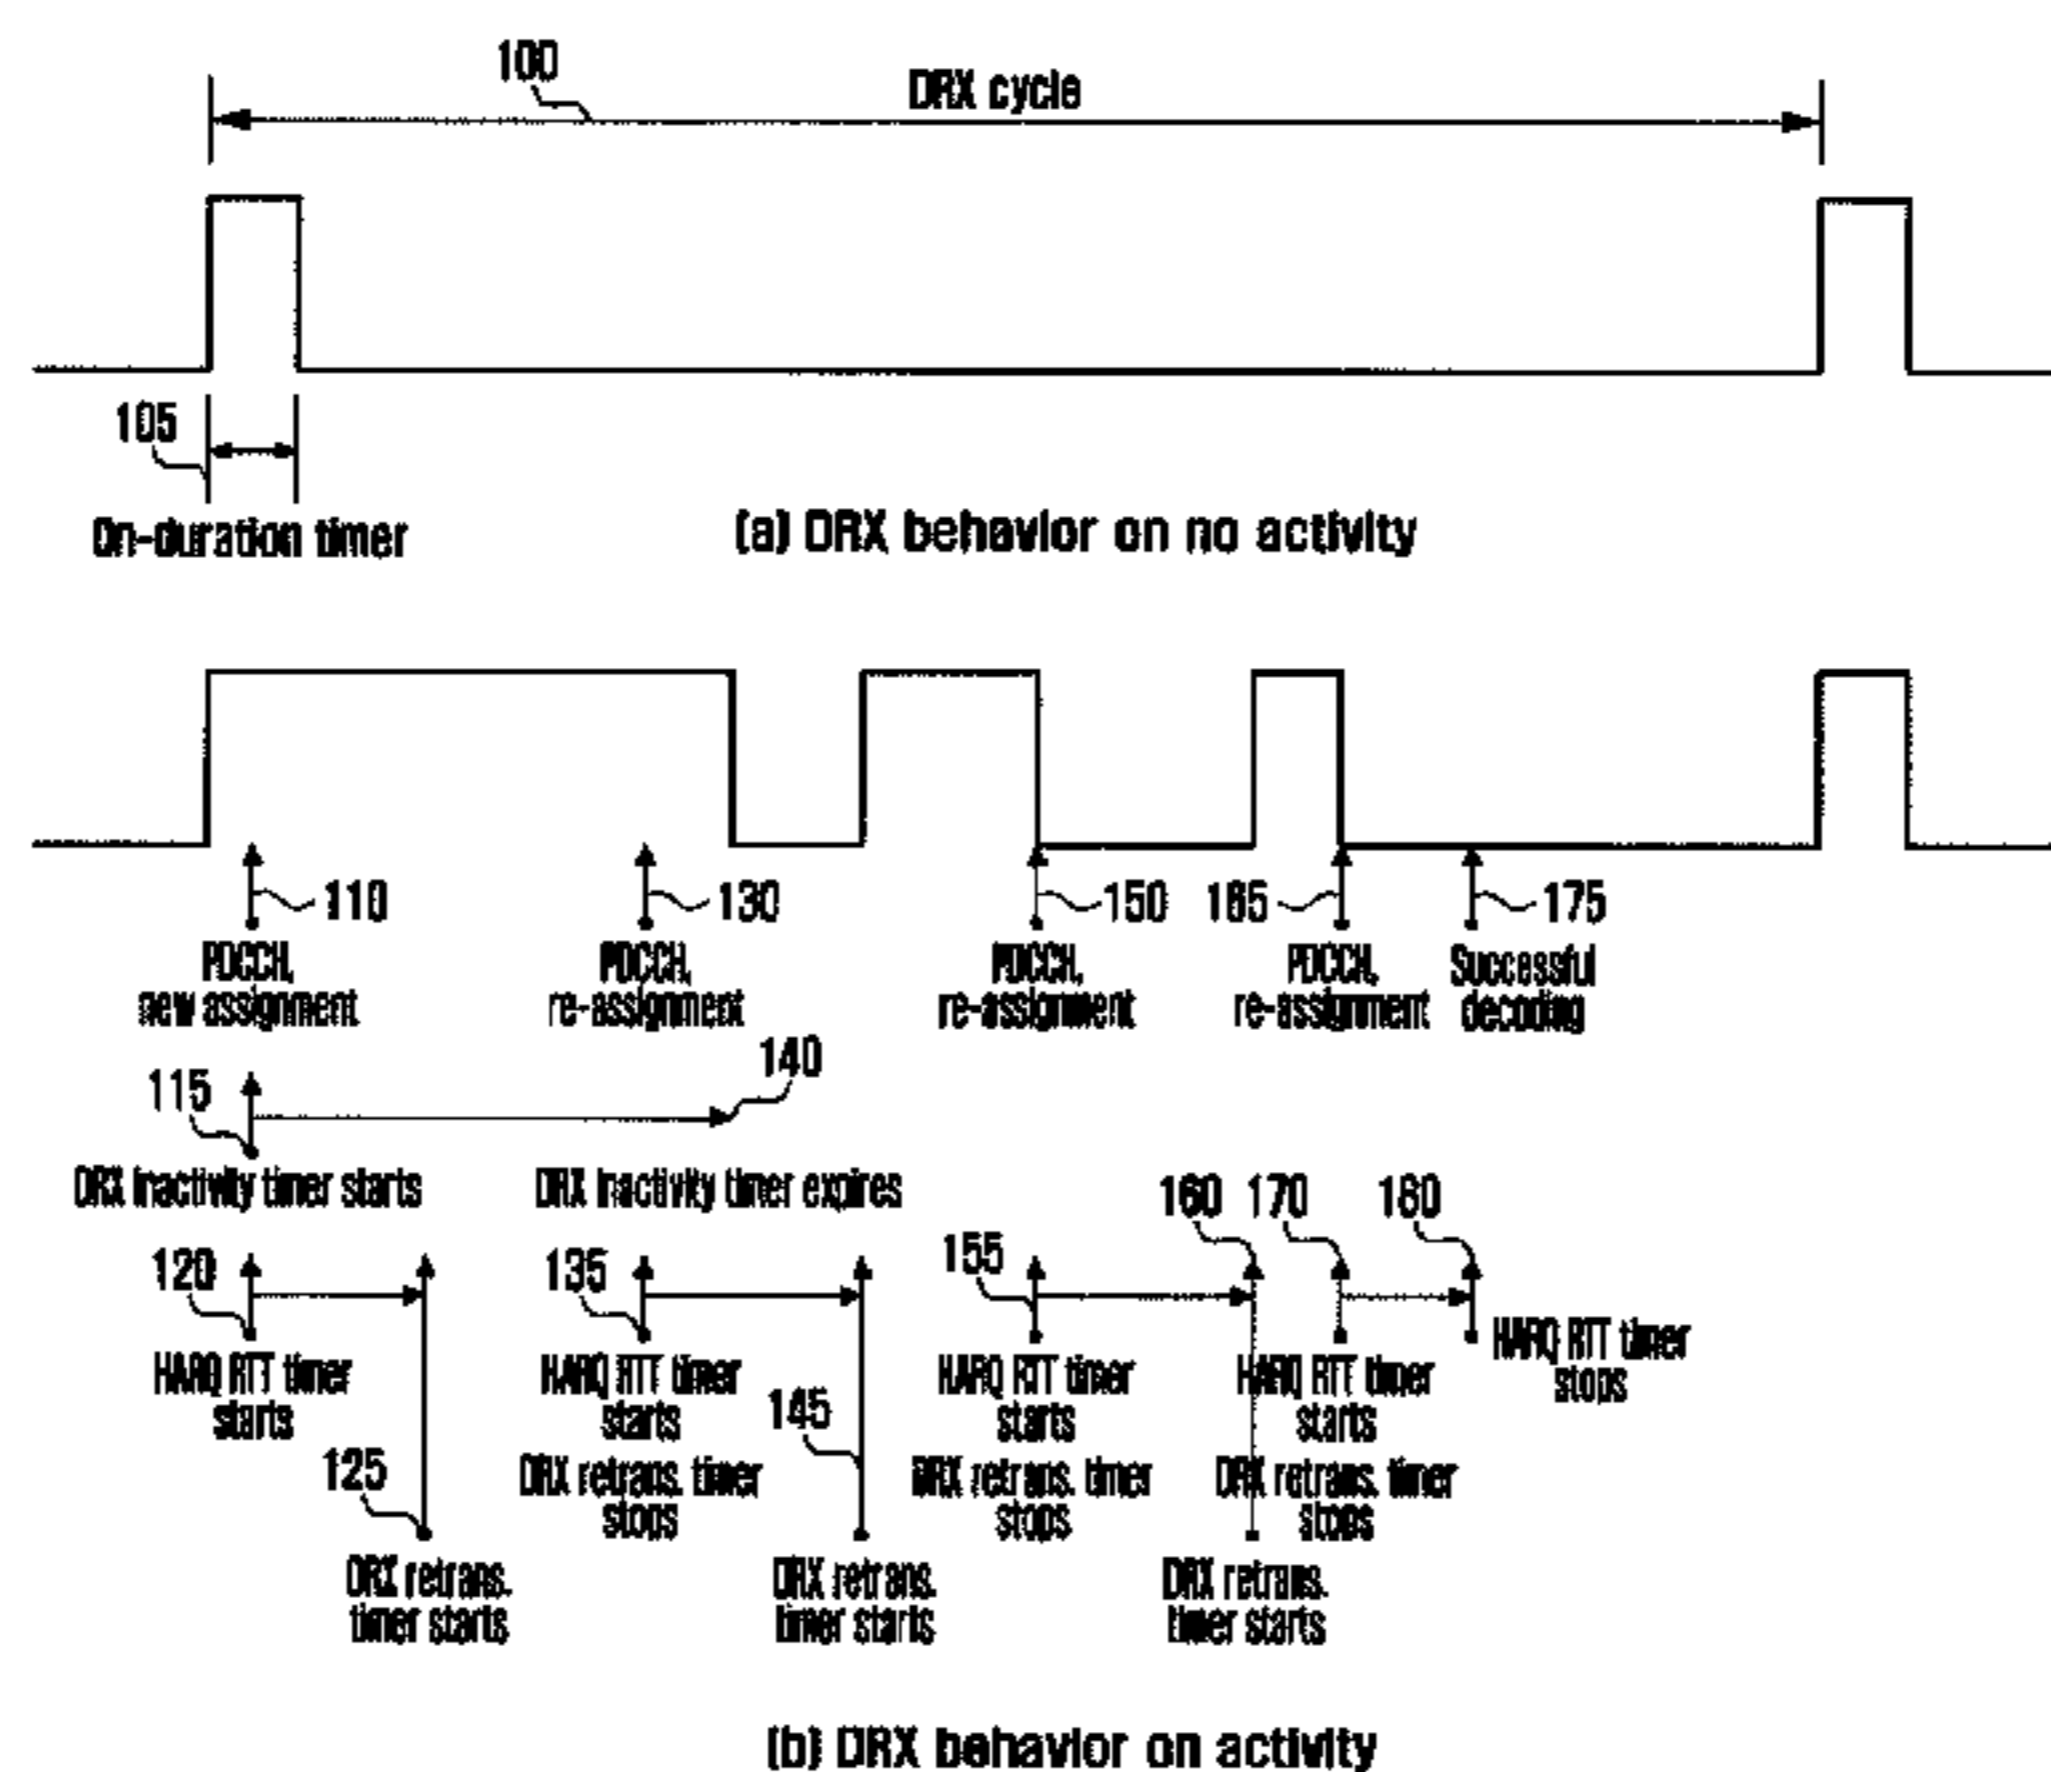 100
DRX cycle
105
On-duration timer
(a) DRX behavior on no activity
110
130
150
165
175
PDCCH,
new assignment
PDCCH,
re-assignment
PDCCH,
re-assignment
PDCCH,
re-assignment
Successful
decoding
115
140
DRX inactivity timer starts
DRX inactivity timer expires
120
135
155
160
170
180
HARQ RTT timer
starts
HARQ RTT timer
starts
DRX retrans. timer
stops
HARQ RTT timer
starts
DRX retrans. timer
stops
HARQ RTT timer
starts
DRX retrans. timer
stops
HARQ RTT timer
stops
125
145
DRX retrans.
timer starts
DRX retrans.
timer starts
DRX retrans.
timer starts
(b) DRX behavior on activity